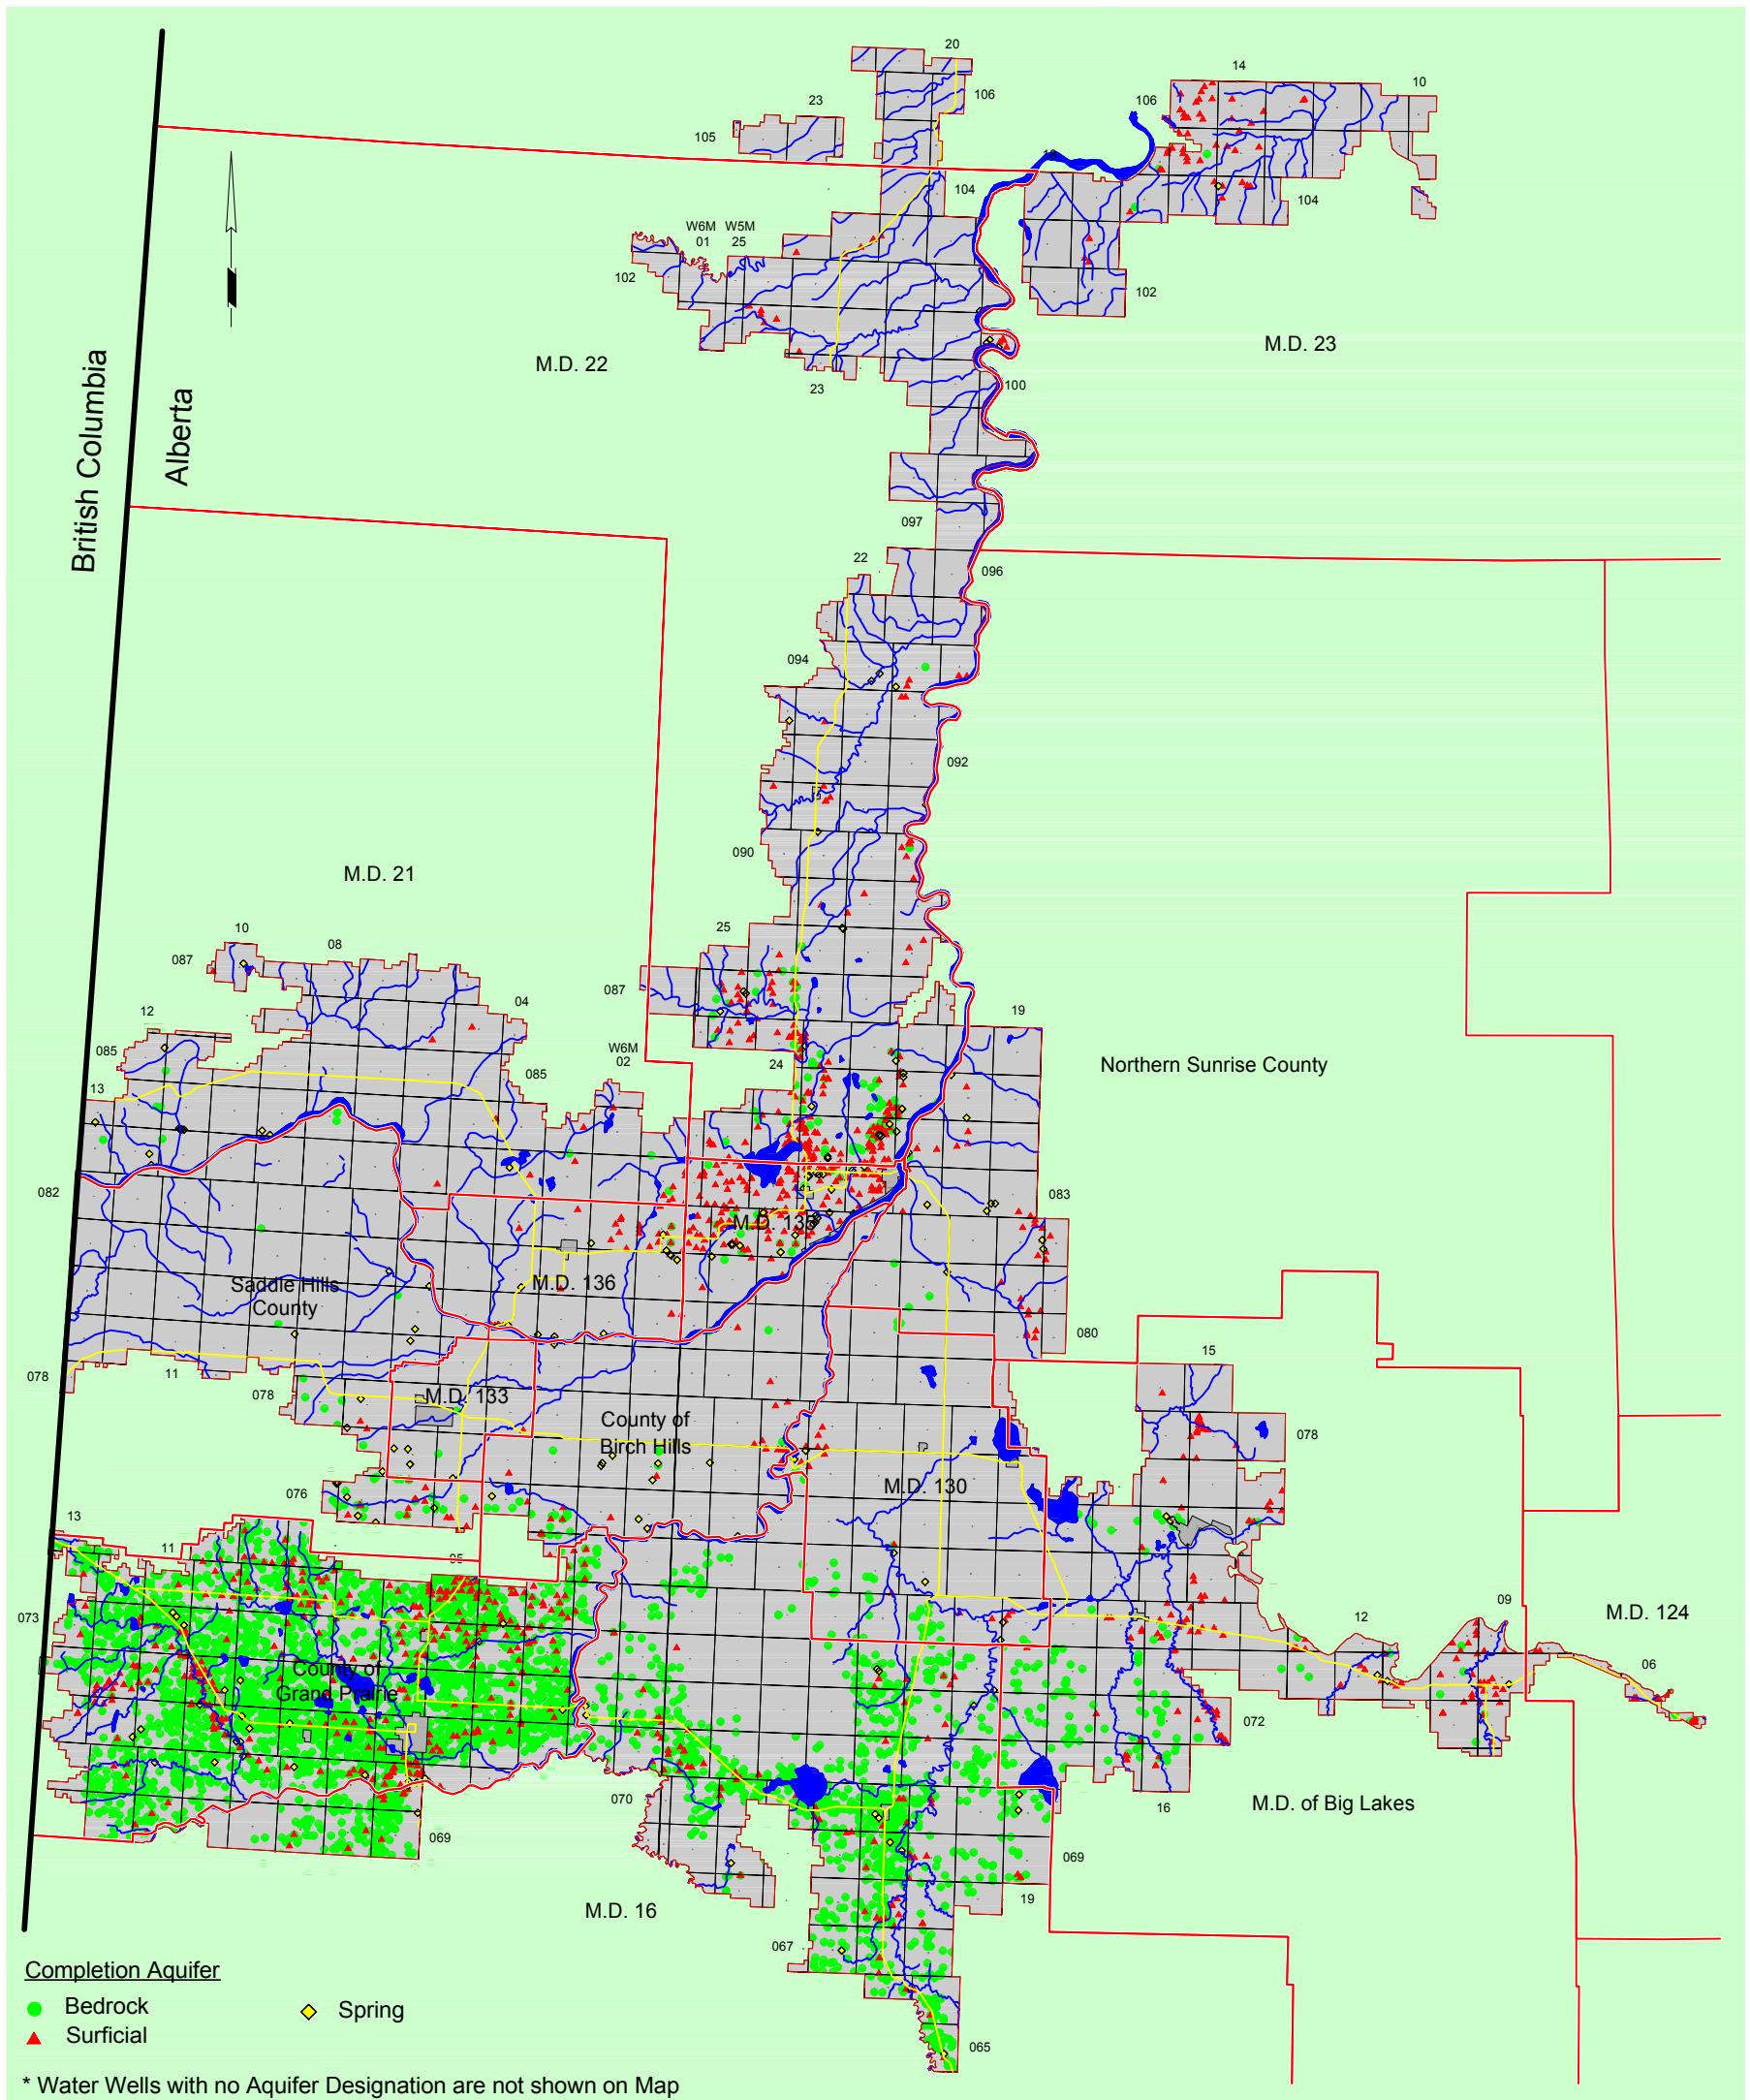 20
14
10
23
106
106
105
18
104
104
W6M W5M
01 25
102
102
M.D. 22
M.D. 23
23
100
British Columbia
Alberta
097
22
096
094
092
090
M.D. 21
10
08
25
087
087
04
19
12
W6M
02
24
085
085
13
Northern Sunrise County
082
083
M.D. 135
Saddle Hills
County
M.D. 136
080
078
11
15
078
M.D. 133
County of
Birch Hills
078
M.D. 130
076
13
11
05
073
12
09
M.D. 124
06
County of
Grand Prairie
072
070
16
M.D. of Big Lakes
069
069
19
M.D. 16
067
065
Completion Aquifer
Bedrock
Spring
Surficial
* Water Wells with no Aquifer Designation are not shown on Map